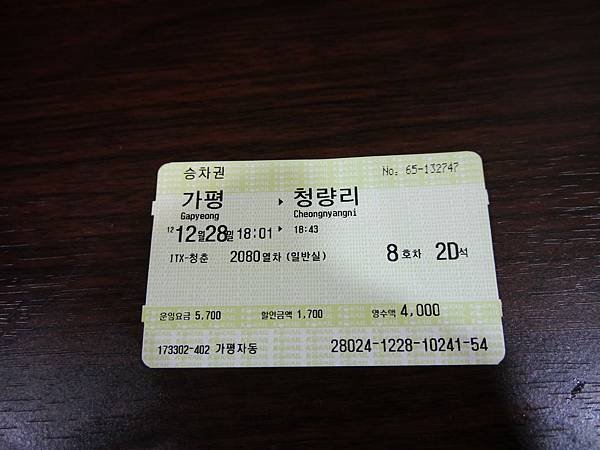 승차권 No. 65-132747
가평 ▸ 청량리
Gapyeong Cheongnyangni
12 12월28일 18:01 ▸ 18:43
ITX-청춘 2080열차 (일반실) 8호차 2D석
운임요금 5,700 할인금액 1,700 영수액 4,000
173302-402 가평자동 28024-1228-10241-54